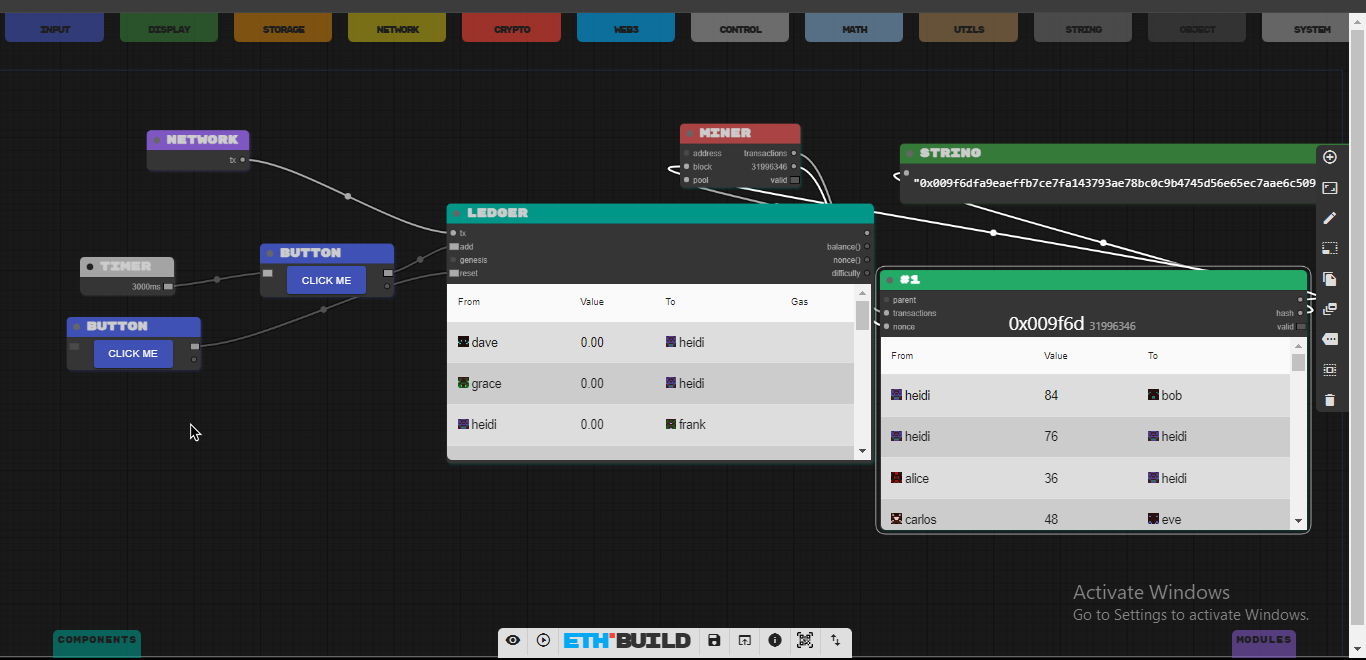 INPUT DISPLAY STORAGE NETWORK CRYPTO WEB3 CONTROL MATH UTILS STRING OBJECT SYSTEM
NETWORK
tx
MINER
address transactions
block 31996346
pool valid
STRING
"0x009f6dfa9eaeffb7ce7fa143793ae78bc0c9b4745d56e65ec7aae6c509
TIMER
3000ms
BUTTON
CLICK ME
BUTTON
CLICK ME
LEDGER
tx
add balance()
genesis nonce()
reset difficulty
From Value To Gas
dave 0.00 heidi
grace 0.00 heidi
heidi 0.00 frank
#1
parent
transactions hash
nonce valid
0x009f6d 31996346
From Value To
heidi 84 bob
heidi 76 heidi
alice 36 heidi
carlos 48 eve
Activate Windows
Go to Settings to activate Windows.
COMPONENTS
ETH BUILD
MODULES